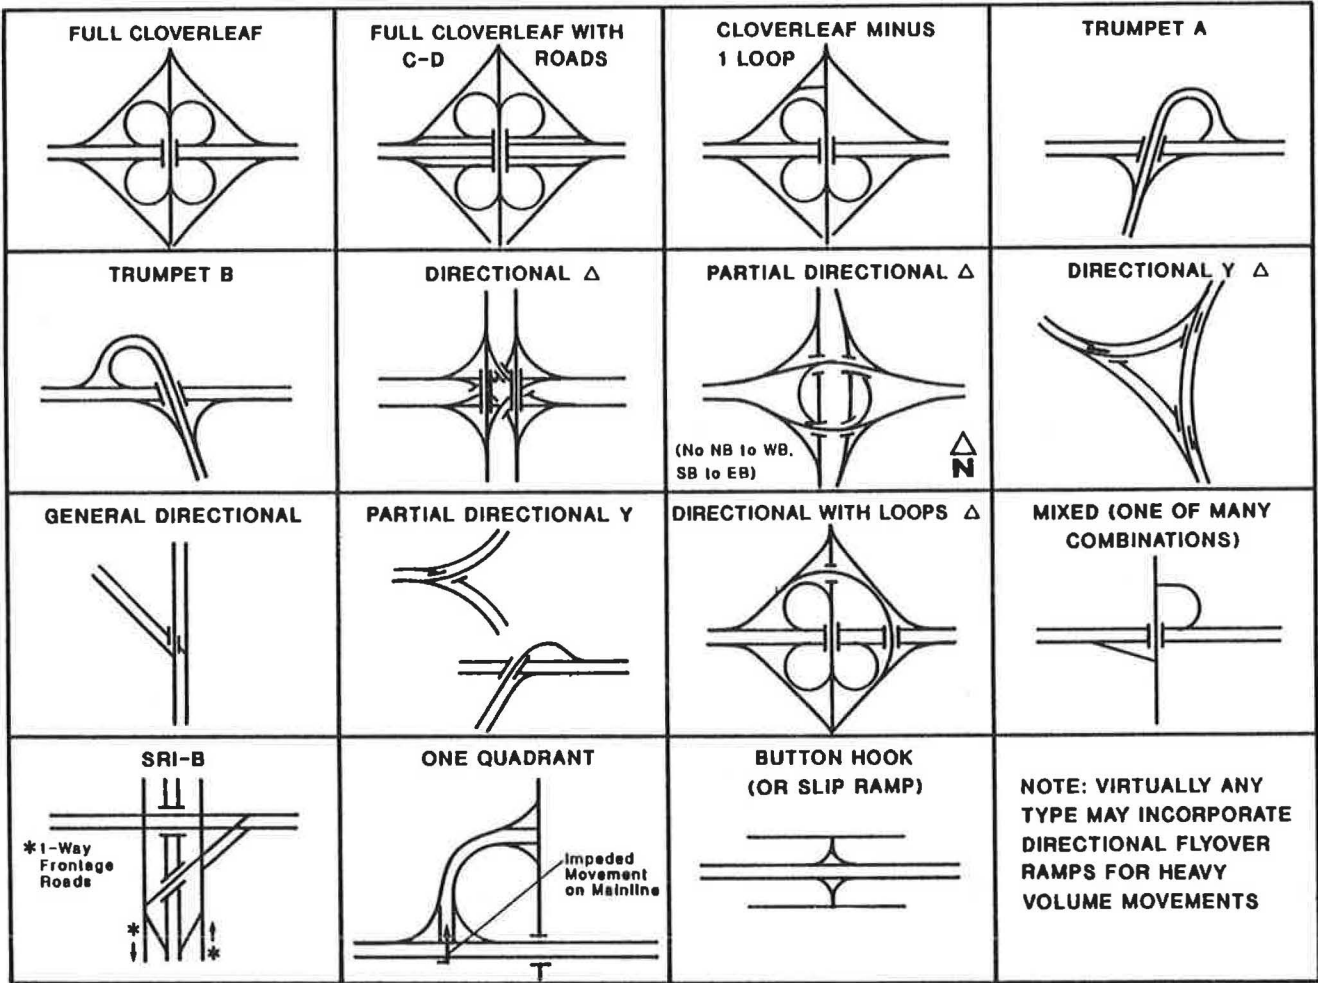 FULL CLOVERLEAF
FULL CLOVERLEAF WITH
C-D ROADS
CLOVERLEAF MINUS
1 LOOP
TRUMPET A
TRUMPET B
DIRECTIONAL △
PARTIAL DIRECTIONAL △
(No NB to WB,
SB to EB)
N
DIRECTIONAL Y △
GENERAL DIRECTIONAL
PARTIAL DIRECTIONAL Y
DIRECTIONAL WITH LOOPS △
MIXED (ONE OF MANY
COMBINATIONS)
SRI-B
*1-Way
Frontage
Roads
*
*
ONE QUADRANT
Impeded
Movement
on Mainline
BUTTON HOOK
(OR SLIP RAMP)
NOTE: VIRTUALLY ANY
TYPE MAY INCORPORATE
DIRECTIONAL FLYOVER
RAMPS FOR HEAVY
VOLUME MOVEMENTS